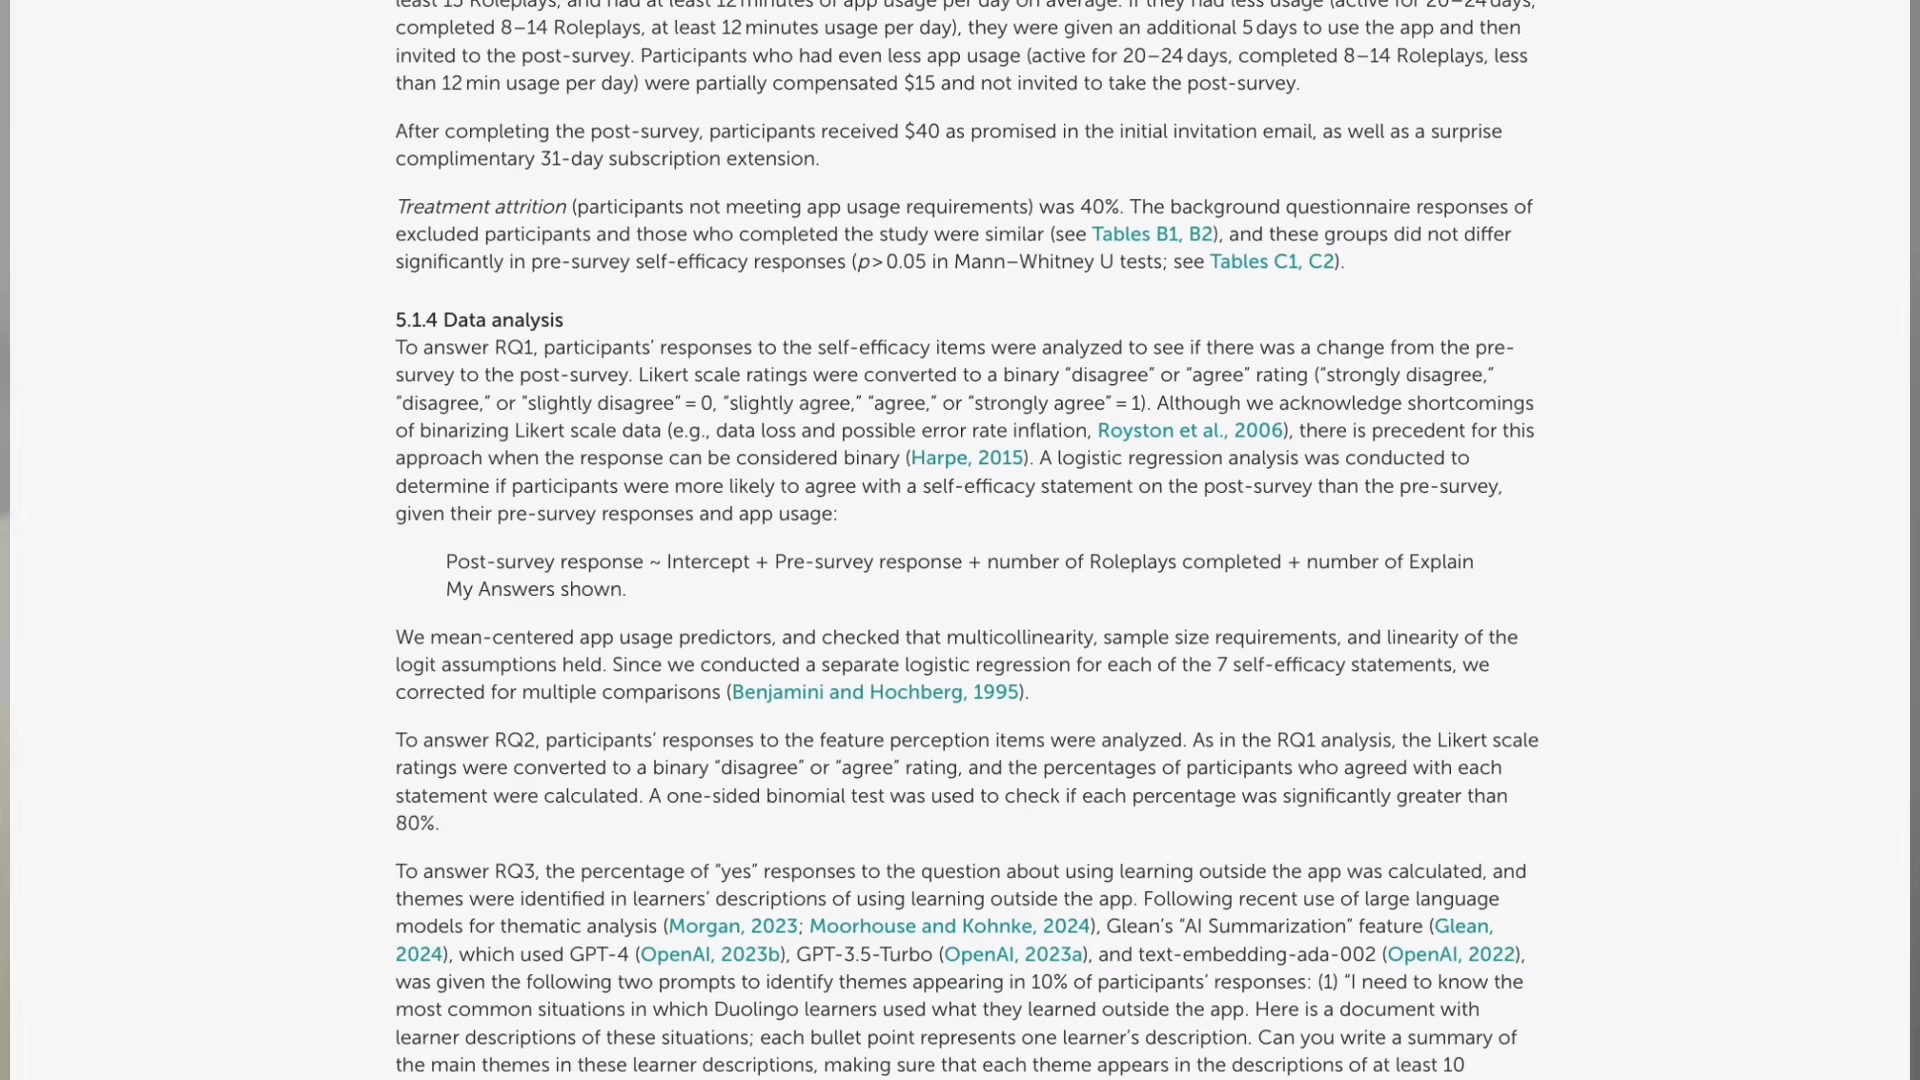 least 15 Roleplays, and had at least 12 minutes of app usage per day on average. If they had less usage (active for 20–24 days,
completed 8–14 Roleplays, at least 12 minutes usage per day), they were given an additional 5 days to use the app and then
invited to the post-survey. Participants who had even less app usage (active for 20–24 days, completed 8–14 Roleplays, less
than 12 min usage per day) were partially compensated $15 and not invited to take the post-survey.
After completing the post-survey, participants received $40 as promised in the initial invitation email, as well as a surprise
complimentary 31-day subscription extension.
Treatment attrition (participants not meeting app usage requirements) was 40%. The background questionnaire responses of
excluded participants and those who completed the study were similar (see Tables B1, B2), and these groups did not differ
significantly in pre-survey self-efficacy responses (p > 0.05 in Mann–Whitney U tests; see Tables C1, C2).
5.1.4 Data analysis
To answer RQ1, participants’ responses to the self-efficacy items were analyzed to see if there was a change from the pre-
survey to the post-survey. Likert scale ratings were converted to a binary “disagree” or “agree” rating (“strongly disagree,”
“disagree,” or “slightly disagree” = 0, “slightly agree,” “agree,” or “strongly agree” = 1). Although we acknowledge shortcomings
of binarizing Likert scale data (e.g., data loss and possible error rate inflation, Royston et al., 2006), there is precedent for this
approach when the response can be considered binary (Harpe, 2015). A logistic regression analysis was conducted to
determine if participants were more likely to agree with a self-efficacy statement on the post-survey than the pre-survey,
given their pre-survey responses and app usage:
Post-survey response ~ Intercept + Pre-survey response + number of Roleplays completed + number of Explain
My Answers shown.
We mean-centered app usage predictors, and checked that multicollinearity, sample size requirements, and linearity of the
logit assumptions held. Since we conducted a separate logistic regression for each of the 7 self-efficacy statements, we
corrected for multiple comparisons (Benjamini and Hochberg, 1995).
To answer RQ2, participants’ responses to the feature perception items were analyzed. As in the RQ1 analysis, the Likert scale
ratings were converted to a binary “disagree” or “agree” rating, and the percentages of participants who agreed with each
statement were calculated. A one-sided binomial test was used to check if each percentage was significantly greater than
80%.
To answer RQ3, the percentage of “yes” responses to the question about using learning outside the app was calculated, and
themes were identified in learners’ descriptions of using learning outside the app. Following recent use of large language
models for thematic analysis (Morgan, 2023; Moorhouse and Kohnke, 2024), Glean’s “AI Summarization” feature (Glean,
2024), which used GPT-4 (OpenAI, 2023b), GPT-3.5-Turbo (OpenAI, 2023a), and text-embedding-ada-002 (OpenAI, 2022),
was given the following two prompts to identify themes appearing in 10% of participants’ responses: (1) “I need to know the
most common situations in which Duolingo learners used what they learned outside the app. Here is a document with
learner descriptions of these situations; each bullet point represents one learner’s description. Can you write a summary of
the main themes in these learner descriptions, making sure that each theme appears in the descriptions of at least 10